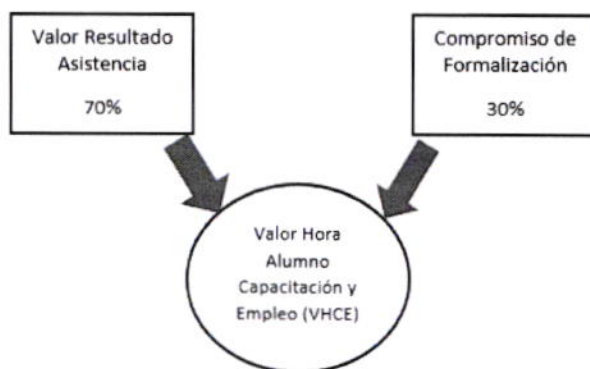 Valor Resultado
Asistencia
70%
Compromiso de
Formalización
30%
Valor Hora
Alumno
Capacitación y
Empleo (VHCE)